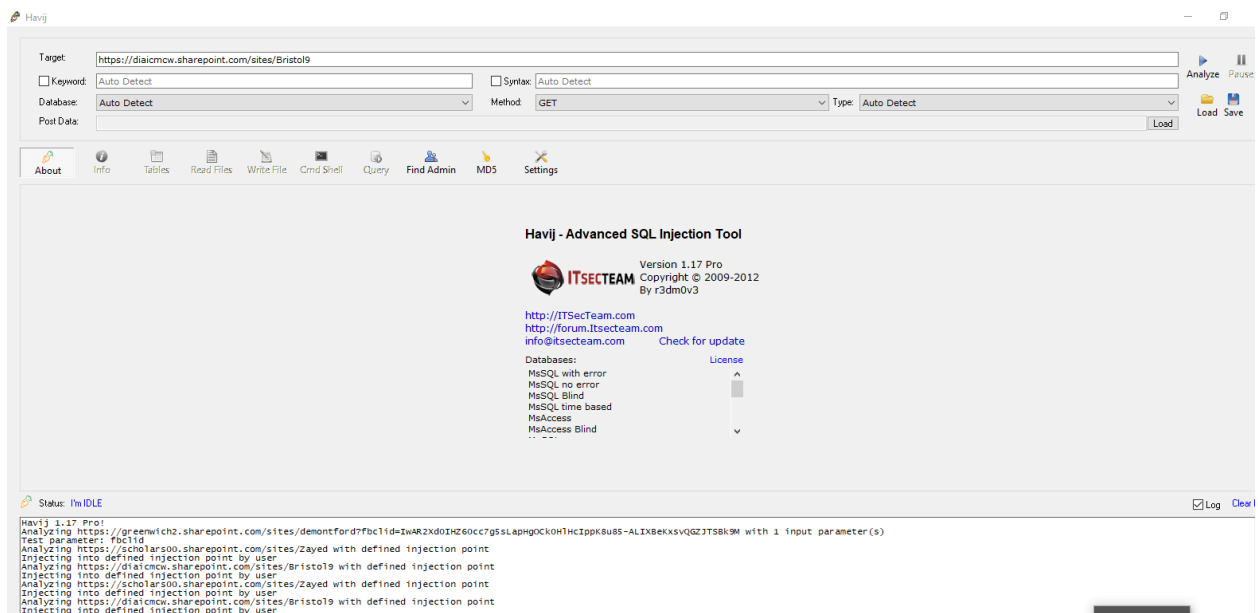 Havij
Target: https://diaicmcw.sharepoint.com/sites/Bristol9
Keyword: Auto Detect Syntax: Auto Detect
Analyze Pause
Database: Auto Detect Method: GET Type: Auto Detect
Load Save
Post Data: Load
About Info Tables Read Files Write File Cmd Shell Query Find Admin MD5 Settings
Havij - Advanced SQL Injection Tool
ITSECTEAM
Version 1.17 Pro
Copyright © 2009-2012
By r3dm0v3
http://ITSecTeam.com
http://forum.Itsecteam.com
info@itsecteam.com Check for update
Databases: License
MsSQL with error
MsSQL no error
MsSQL Blind
MsSQL time based
MsAccess
MsAccess Blind
Status: I'm IDLE
Log Clear
Havij 1.17 Pro!
Analyzing https://greenwich2.sharepoint.com/sites/demontford?fbclid= with 1 input parameter(s)
Test parameter: fbclid
Analyzing https://scholars00.sharepoint.com/sites/Zayed with defined injection point
Injecting into defined injection point by user
Analyzing https://diaicmcw.sharepoint.com/sites/Bristol9 with defined injection point
Injecting into defined injection point by user
Analyzing https://scholars00.sharepoint.com/sites/Zayed with defined injection point
Injecting into defined injection point by user
Analyzing https://diaicmcw.sharepoint.com/sites/Bristol9 with defined injection point
Injecting into defined injection point by user